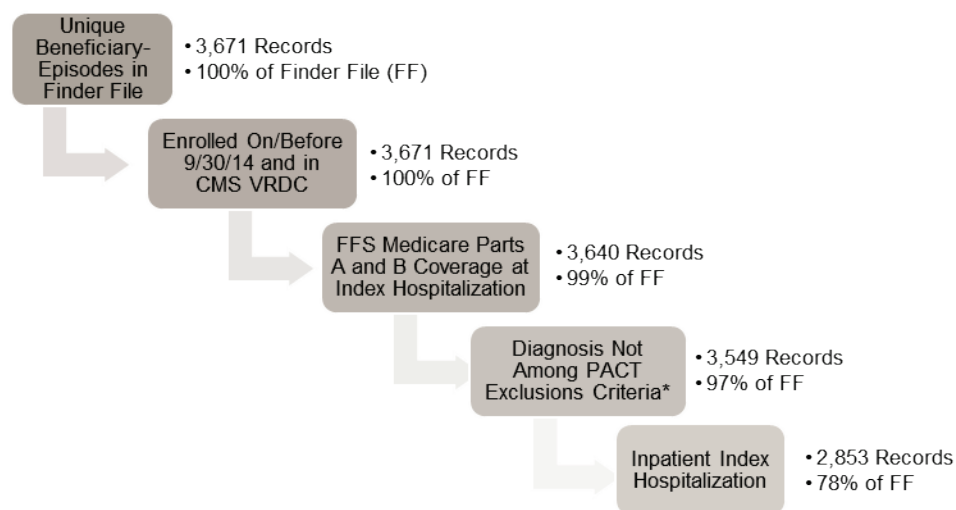 Unique
Beneficiary-
Episodes in
Finder File
• 3,671 Records
• 100% of Finder File (FF)
Enrolled On/Before
9/30/14 and in
CMS VRDC
• 3,671 Records
• 100% of FF
FFS Medicare Parts
A and B Coverage at
Index Hospitalization
• 3,640 Records
• 99% of FF
Diagnosis Not
Among PACT
Exclusions Criteria*
• 3,549 Records
• 97% of FF
Inpatient Index
Hospitalization
• 2,853 Records
• 78% of FF